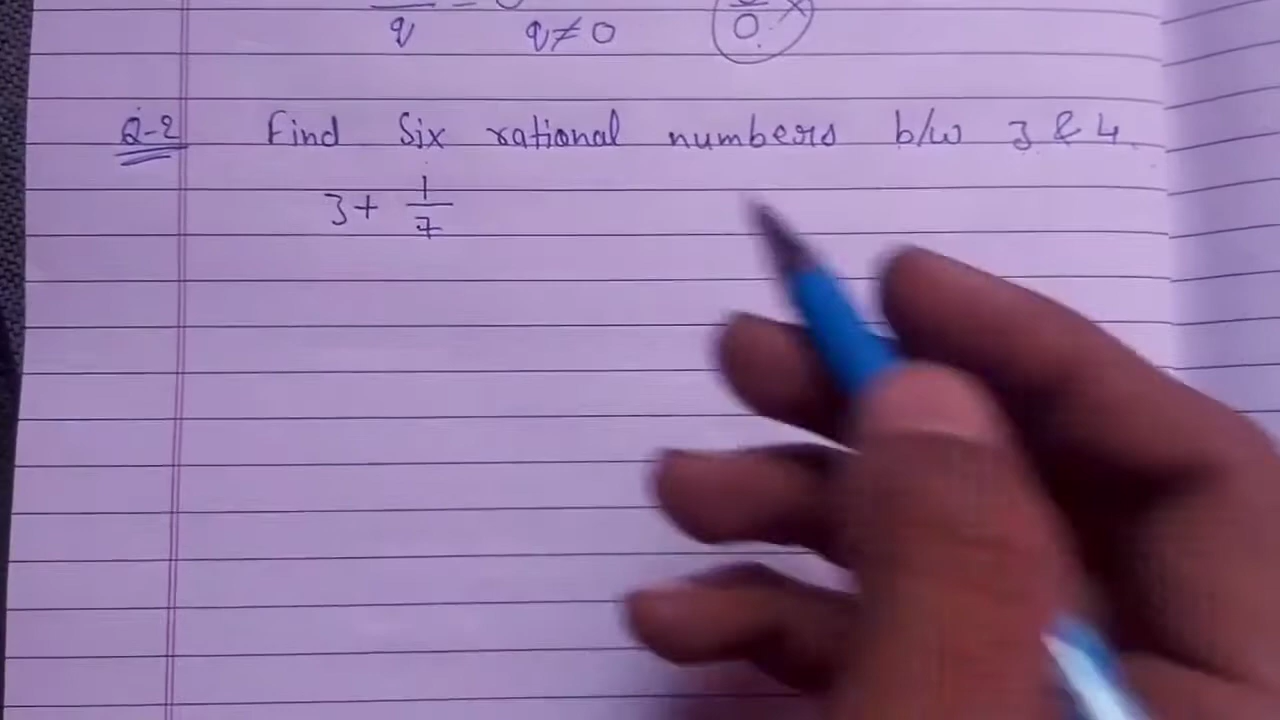 q q≠0 0 ×
Q-2 Find Six rational numbers b/w 3 & 4.
3 + 1/7